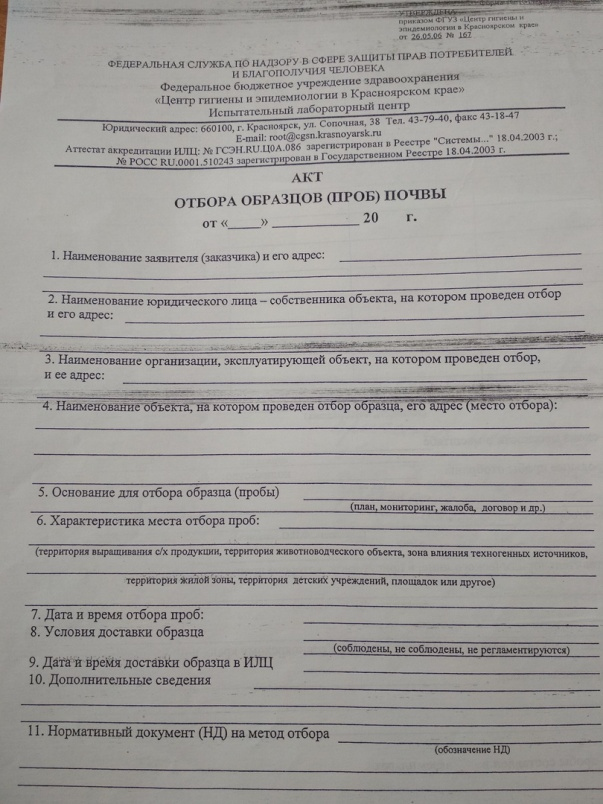 УТВЕРЖДЕНА
приказом ФГУЗ «Центр гигиены и
эпидемиологии в Красноярском крае»
от 26.05.06 № 167
ФЕДЕРАЛЬНАЯ СЛУЖБА ПО НАДЗОРУ В СФЕРЕ ЗАЩИТЫ ПРАВ ПОТРЕБИТЕЛЕЙ
И БЛАГОПОЛУЧИЯ ЧЕЛОВЕКА
Федеральное бюджетное учреждение здравоохранения
«Центр гигиены и эпидемиологии в Красноярском крае»
Испытательный лабораторный центр
Юридический адрес: 660100, г. Красноярск, ул. Сопочная, 38 Тел. 43-79-40, факс 43-18-47
E-mail: root@cgsn.krasnoyarsk.ru
Аттестат аккредитации ИЛЦ: № ГСЭН.RU.ЦОА.086 зарегистрирован в Реестре "Системы..." 18.04.2003 г.;
№ РОСС RU.0001.510243 зарегистрирован в Государственном Реестре 18.04.2003 г.
АКТ
ОТБОРА ОБРАЗЦОВ (ПРОБ) ПОЧВЫ
от «____» ____________ 20 г.
1. Наименование заявителя (заказчика) и его адрес:
2. Наименование юридического лица – собственника объекта, на котором проведен отбор
и его адрес:
3. Наименование организации, эксплуатирующей объект, на котором проведен отбор,
и ее адрес:
4. Наименование объекта, на котором проведен отбор образца, его адрес (место отбора):
5. Основание для отбора образца (пробы)
(план, мониторинг, жалоба, договор и др.)
6. Характеристика места отбора проб:
(территория выращивания с/х продукции, территория животноводческого объекта, зона влияния техногенных источников,
территория жилой зоны, территория детских учреждений, площадок или другое)
7. Дата и время отбора проб:
8. Условия доставки образца
(соблюдены, не соблюдены, не регламентируются)
9. Дата и время доставки образца в ИЛЦ
10. Дополнительные сведения
11. Нормативный документ (НД) на метод отбора
(обозначение НД)